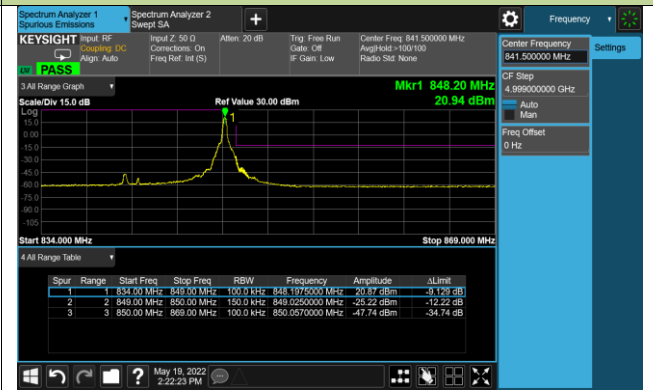 Spectrum Analyzer 1
Spurious Emissions
Spectrum Analyzer 2
Swept SA
Frequency
KEYSIGHT
Input: RF
Coupling: DC
Align: Auto
Input Z: 50 Ω
Corrections: On
Freq Ref: Int (S)
Atten: 20 dB
Trig: Free Run
Gate: Off
IF Gain: Low
Center Freq: 841.500000 MHz
Avg|Hold:>100/100
Radio Std: None
PASS
Center Frequency
841.500000 MHz
Settings
CF Step
4.999000000 GHz
Auto
Man
Freq Offset
0 Hz
3 All Range Graph
Mkr1 848.20 MHz
Scale/Div 15.0 dB
Ref Value 30.00 dBm
20.94 dBm
Log
15.0
0.00
-15.0
-30.0
-45.0
-60.0
-75.0
-90.0
-105
1
Start 834.000 MHz
Stop 869.000 MHz
4 All Range Table
Spur Range Start Freq Stop Freq RBW Frequency Amplitude ΔLimit
1 1 834.00 MHz 849.00 MHz 100.0 kHz 848.1975000 MHz 20.87 dBm -9.129 dB
2 2 849.00 MHz 850.00 MHz 150.0 kHz 849.0250000 MHz -25.22 dBm -12.22 dB
3 3 850.00 MHz 869.00 MHz 100.0 kHz 850.0570000 MHz -47.74 dBm -34.74 dB
?
May 19, 2022
2:22:23 PM